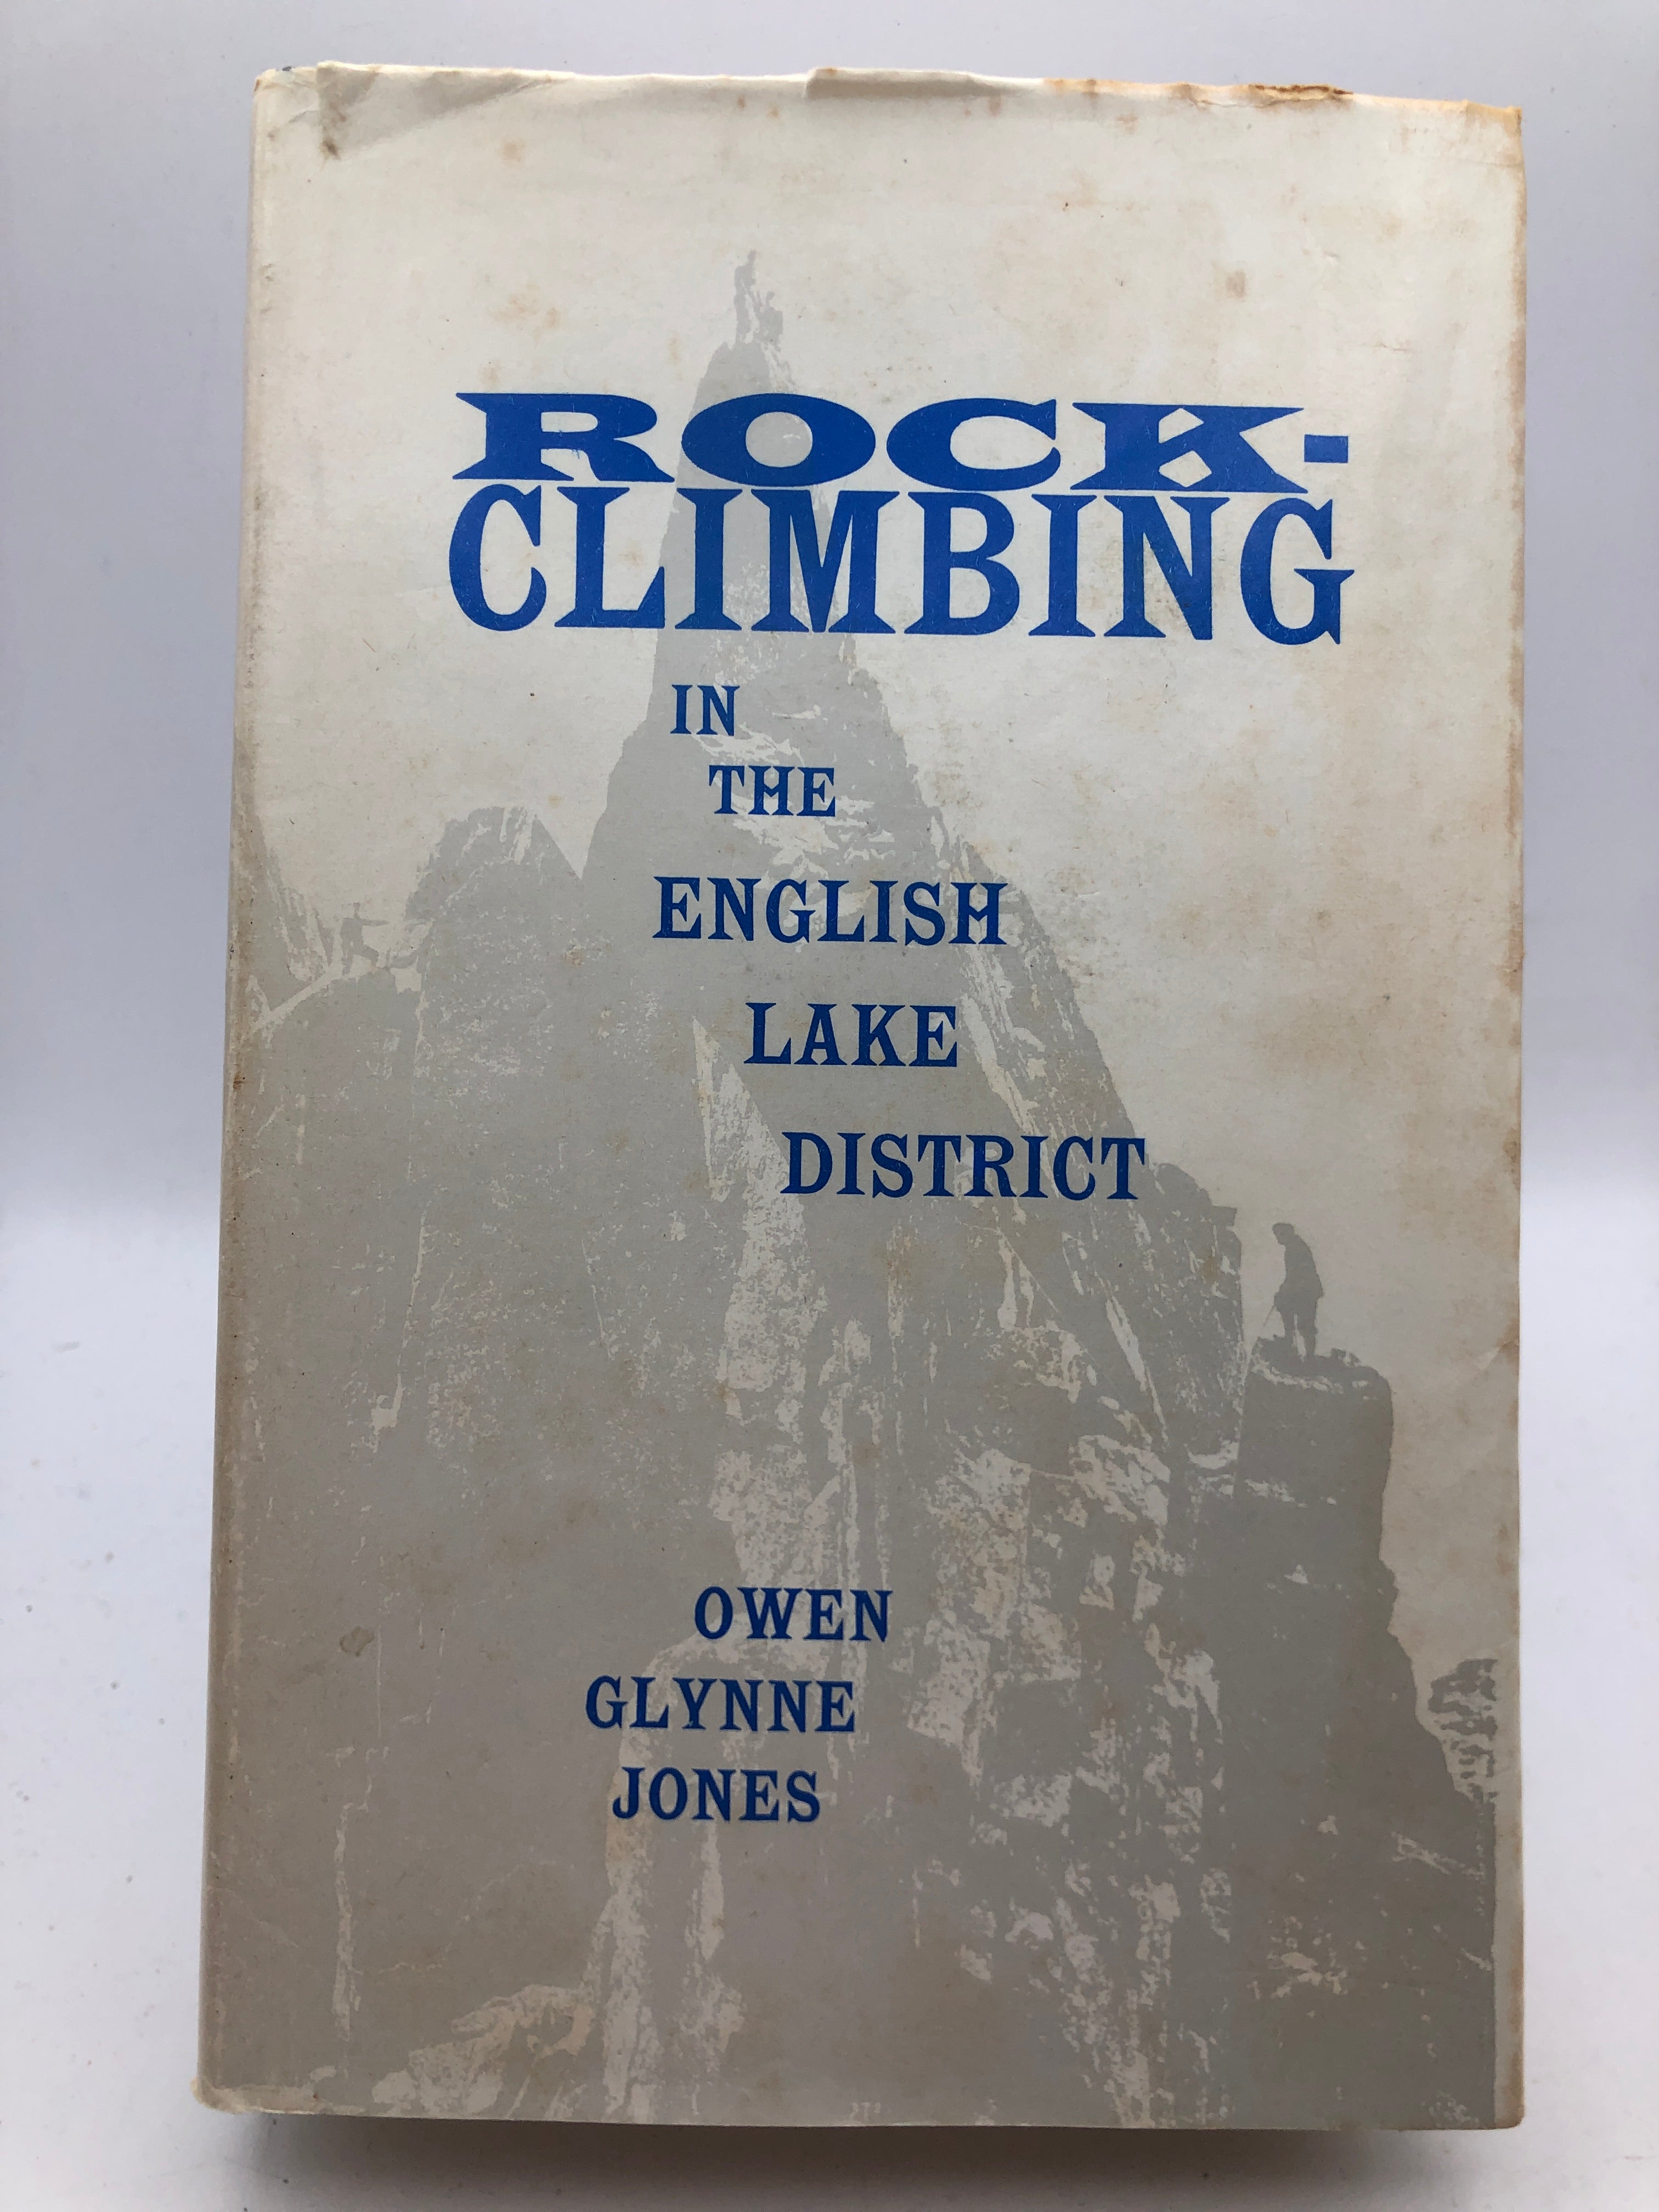 ROCK-
CLIMBING
IN
THE
ENGLISH
LAKE
DISTRICT
OWEN
GLYNNE
JONES